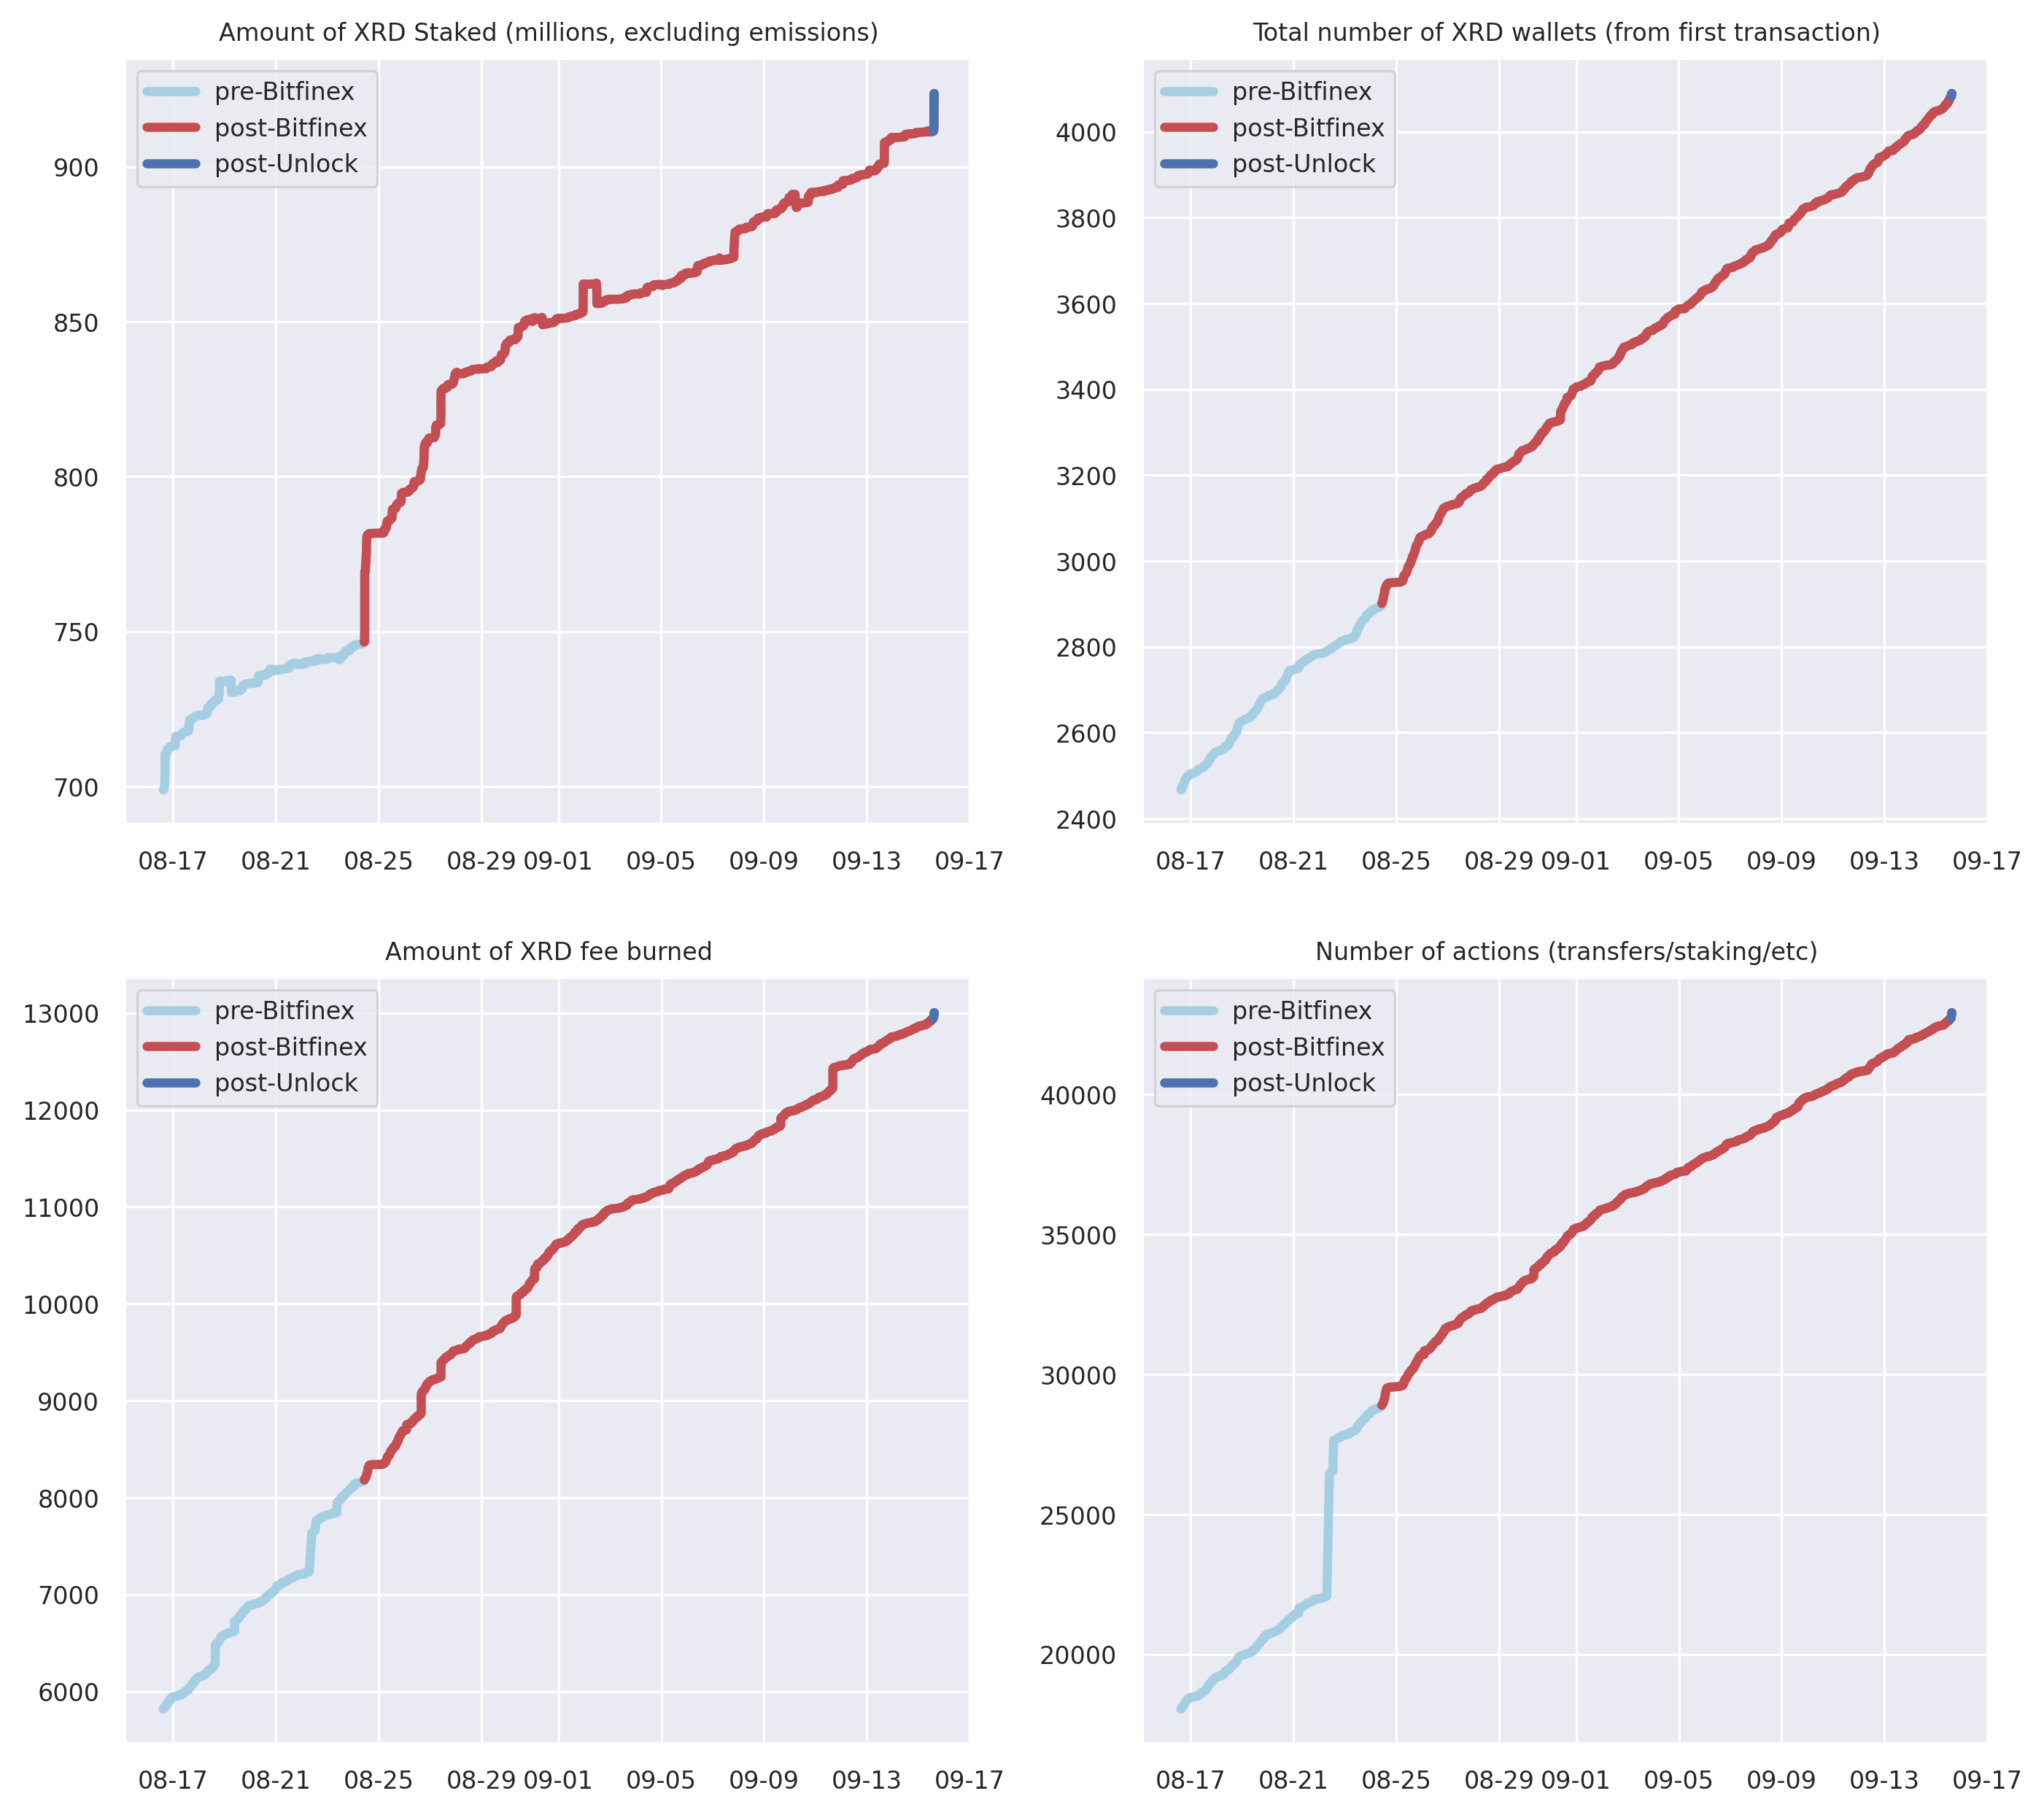 Amount of XRD Staked (millions, excluding emissions)
pre-Bitfinex
post-Bitfinex
post-Unlock
900
850
800
750
700
08-17 08-21 08-25 08-29 09-01 09-05 09-09 09-13 09-17
Total number of XRD wallets (from first transaction)
pre-Bitfinex
post-Bitfinex
post-Unlock
4000
3800
3600
3400
3200
3000
2800
2600
2400
08-17 08-21 08-25 08-29 09-01 09-05 09-09 09-13 09-17
Amount of XRD fee burned
pre-Bitfinex
post-Bitfinex
post-Unlock
13000
12000
11000
10000
9000
8000
7000
6000
08-17 08-21 08-25 08-29 09-01 09-05 09-09 09-13 09-17
Number of actions (transfers/staking/etc)
pre-Bitfinex
post-Bitfinex
post-Unlock
40000
35000
30000
25000
20000
08-17 08-21 08-25 08-29 09-01 09-05 09-09 09-13 09-17